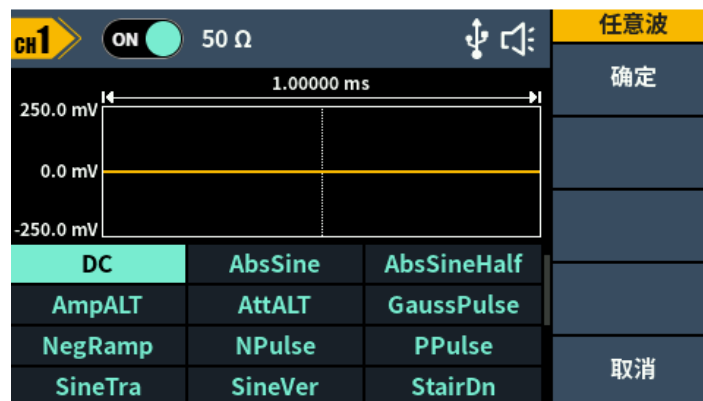 CH1 ON 50 Ω
任意波
确定
1.00000 ms
250.0 mV
0.0 mV
-250.0 mV
DC AbsSine AbsSineHalf
AmpALT AttALT GaussPulse
NegRamp NPulse PPulse
SineTra SineVer StairDn
取消